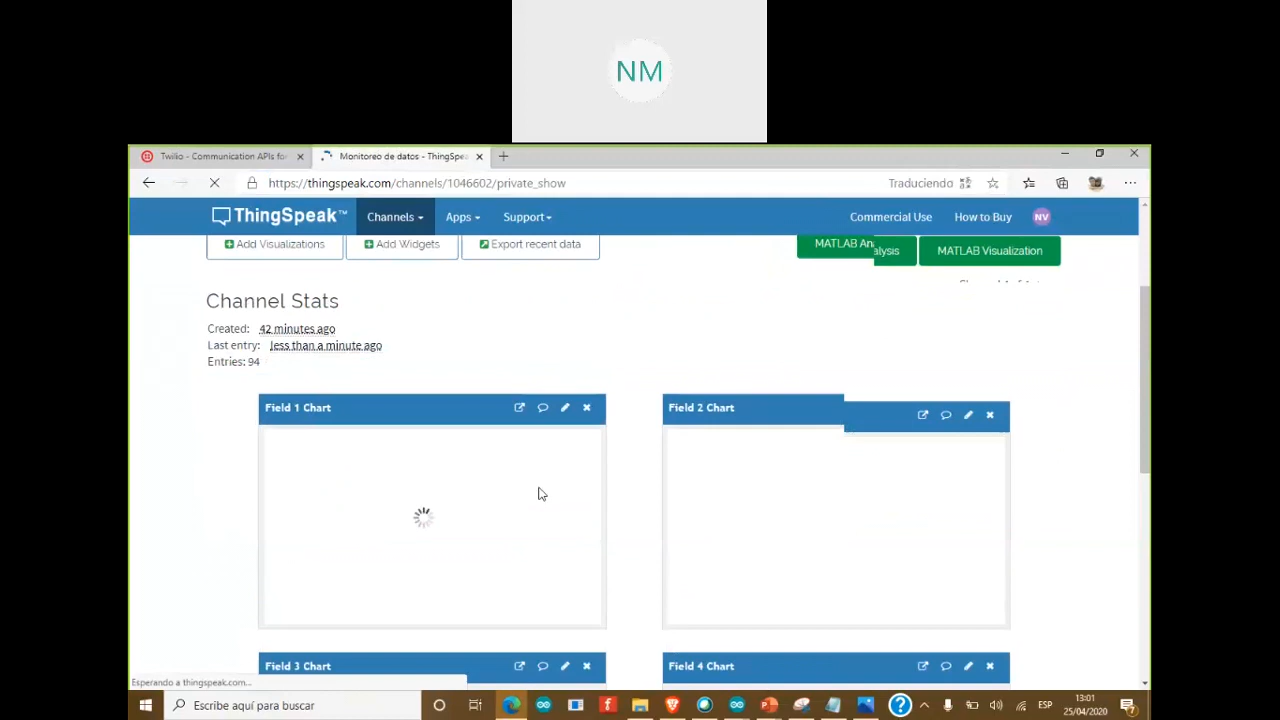 NM
Twilio - Communication APIs for
Monitoreo de datos - ThingSpea
https://thingspeak.com/channels/1046602/private_show
Traduciendo
ThingSpeak™
Channels
Apps
Support
Commercial Use
How to Buy
NV
Add Visualizations
Add Widgets
Export recent data
MATLAB Analysis
MATLAB Visualization
Channel Stats
Created: 42 minutes ago
Last entry: less than a minute ago
Entries: 94
Field 1 Chart
Field 2 Chart
Field 3 Chart
Field 4 Chart
Esperando a thingspeak.com...
Escribe aquí para buscar
ESP
13:01
25/04/2020